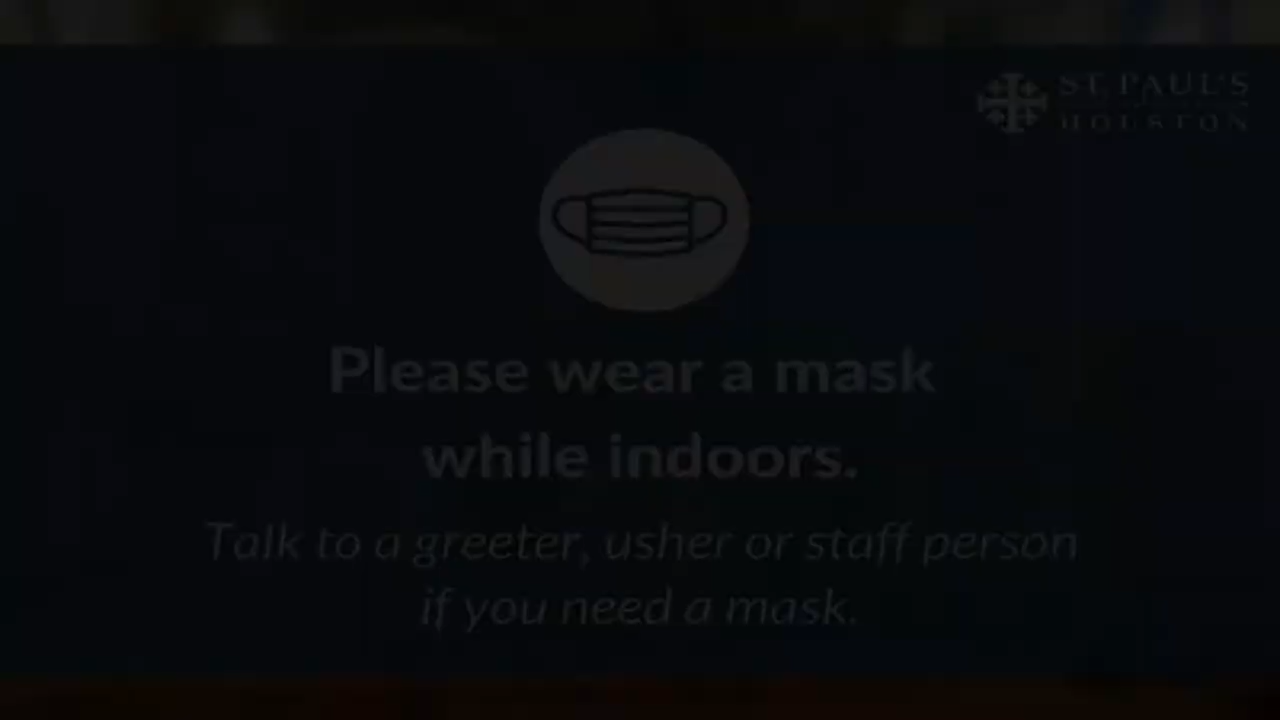 ST. PAUL'S
HOUSTON
Please wear a mask
while indoors.
Talk to a greeter, usher or staff person
if you need a mask.